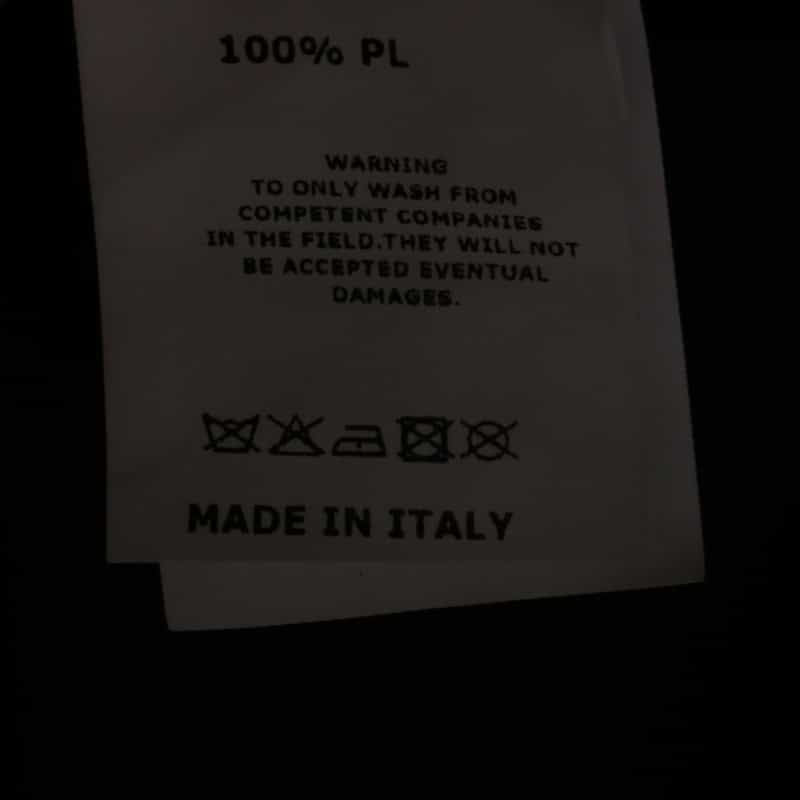 100% PL
WARNING
TO ONLY WASH FROM
COMPETENT COMPANIES
IN THE FIELD.THEY WILL NOT
BE ACCEPTED EVENTUAL
DAMAGES.
MADE IN ITALY